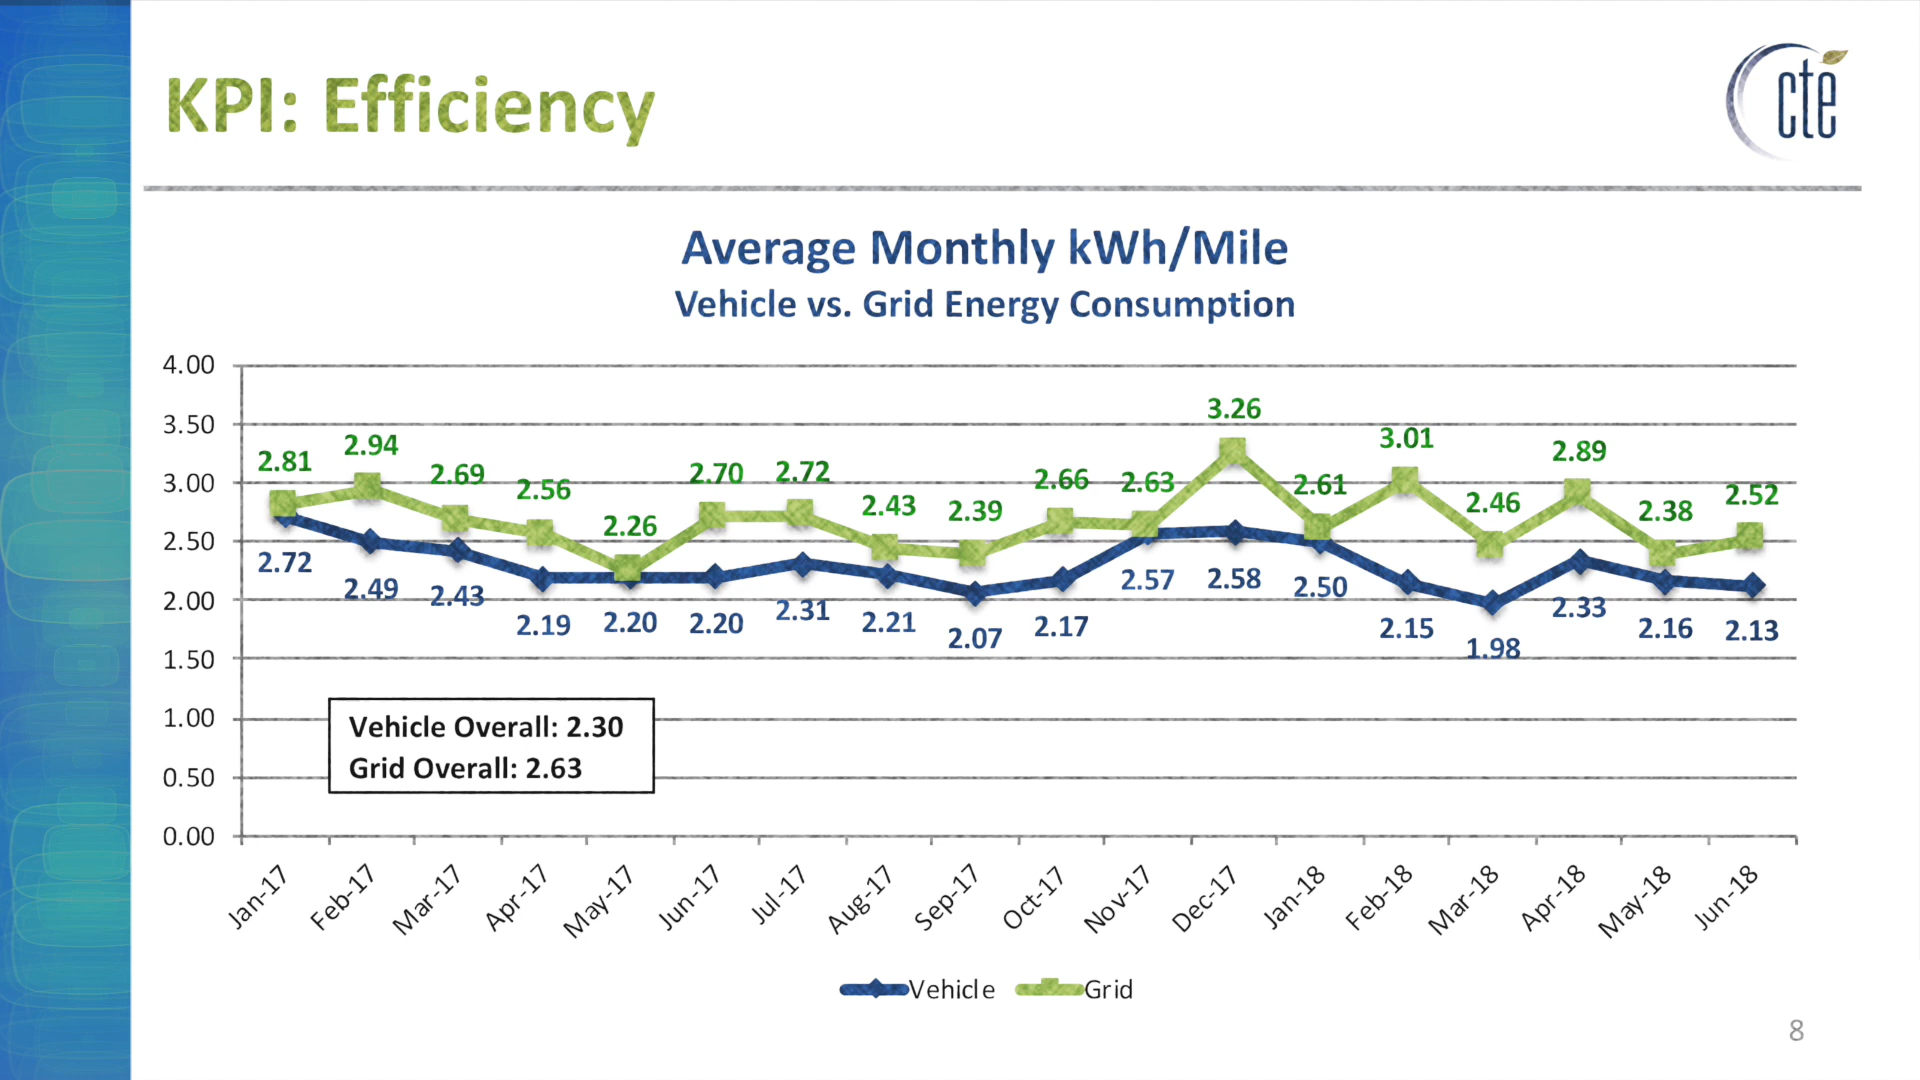 KPI: Efficiency
cte
Average Monthly kWh/Mile
Vehicle vs. Grid Energy Consumption
4.00
3.50
3.00
2.50
2.00
1.50
1.00
0.50
0.00
2.81
2.94
2.69
2.56
2.26
2.70
2.72
2.43
2.39
2.66
2.63
3.26
2.61
3.01
2.46
2.89
2.38
2.52
2.72
2.49
2.43
2.19
2.20
2.20
2.31
2.21
2.07
2.17
2.57
2.58
2.50
2.15
1.98
2.33
2.16
2.13
Vehicle Overall: 2.30
Grid Overall: 2.63
Jan-17
Feb-17
Mar-17
Apr-17
May-17
Jun-17
Jul-17
Aug-17
Sep-17
Oct-17
Nov-17
Dec-17
Jan-18
Feb-18
Mar-18
Apr-18
May-18
Jun-18
Vehicle
Grid
8